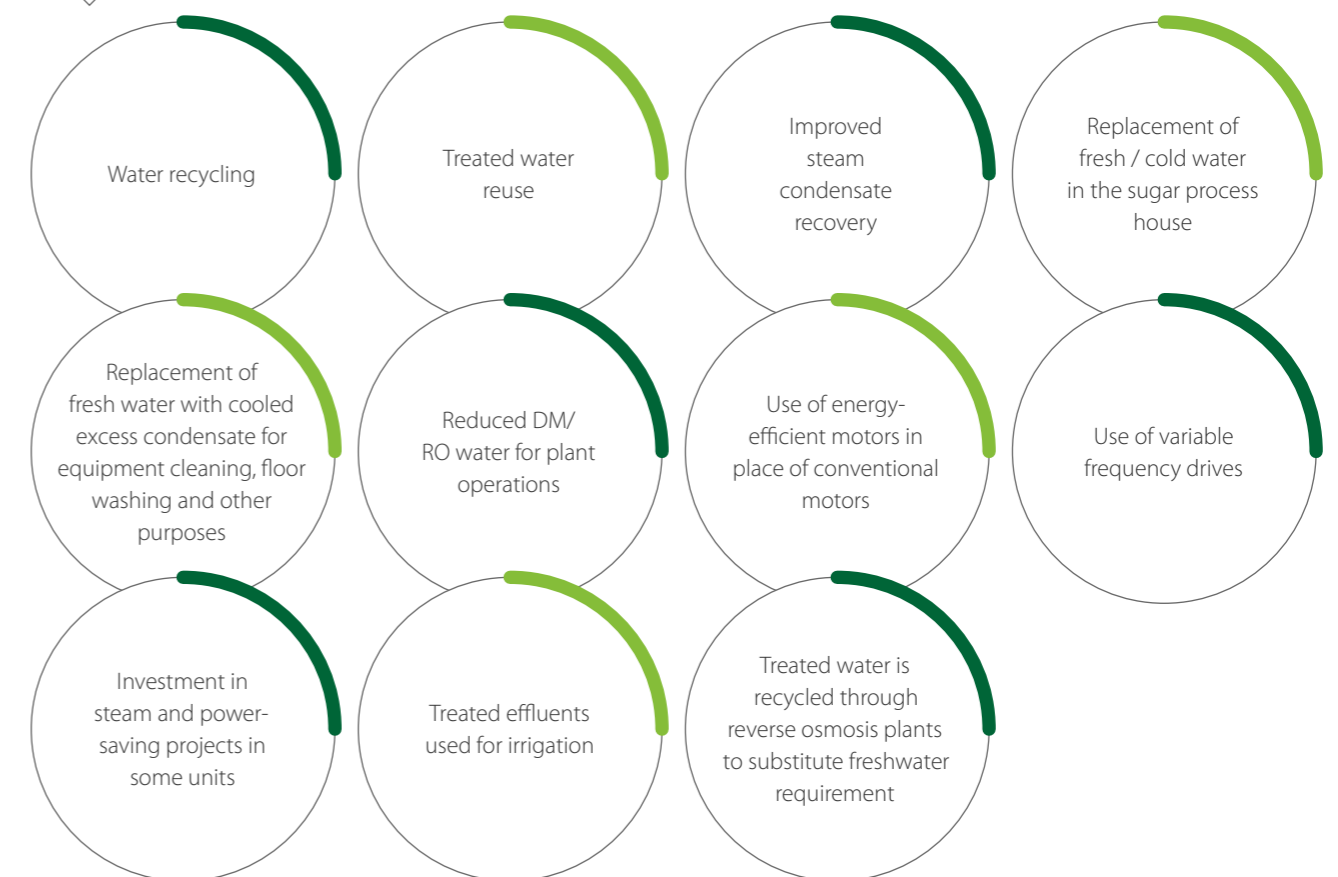 Water recycling
Treated water
reuse
Improved
steam
condensate
recovery
Replacement of
fresh / cold water
in the sugar process
house
Replacement of
fresh water with cooled
excess condensate for
equipment cleaning, floor
washing and other
purposes
Reduced DM/
RO water for plant
operations
Use of energy-
efficient motors in
place of conventional
motors
Use of variable
frequency drives
Investment in
steam and power-
saving projects in
some units
Treated effluents
used for irrigation
Treated water is
recycled through
reverse osmosis plants
to substitute freshwater
requirement